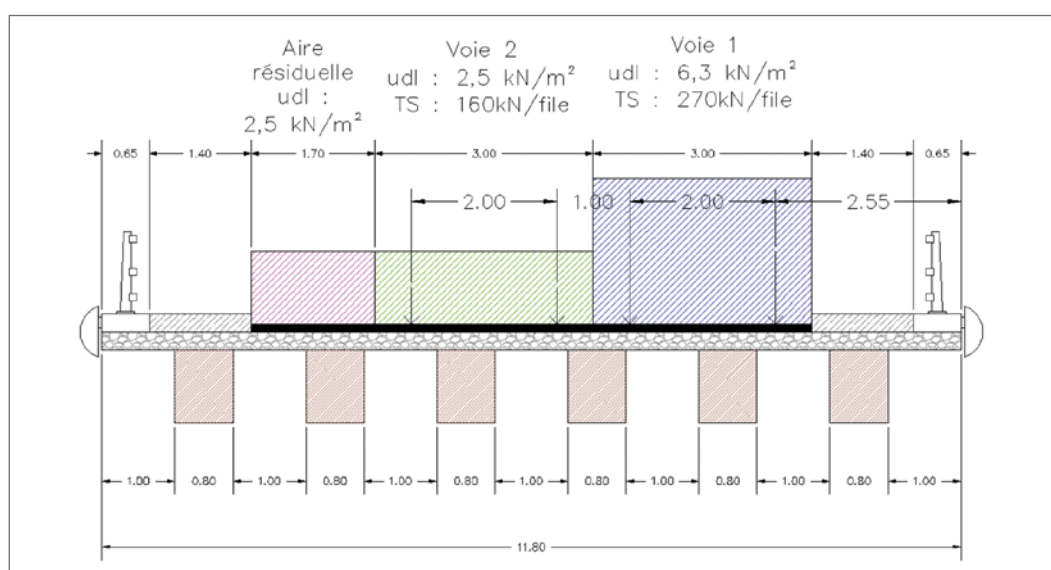 Aire
résiduelle
udl :
2,5 kN/m²
Voie 2
udl : 2,5 kN/m²
TS : 160kN/file
Voie 1
udl : 6,3 kN/m²
TS : 270kN/file
0.65 1.40 1.70 3.00 3.00 1.40 0.65
2.00 1.00 2.00 2.55
1.00 0.80 1.00 0.80 1.00 0.80 1.00 0.80 1.00 0.80 1.00 0.80 1.00
11.80